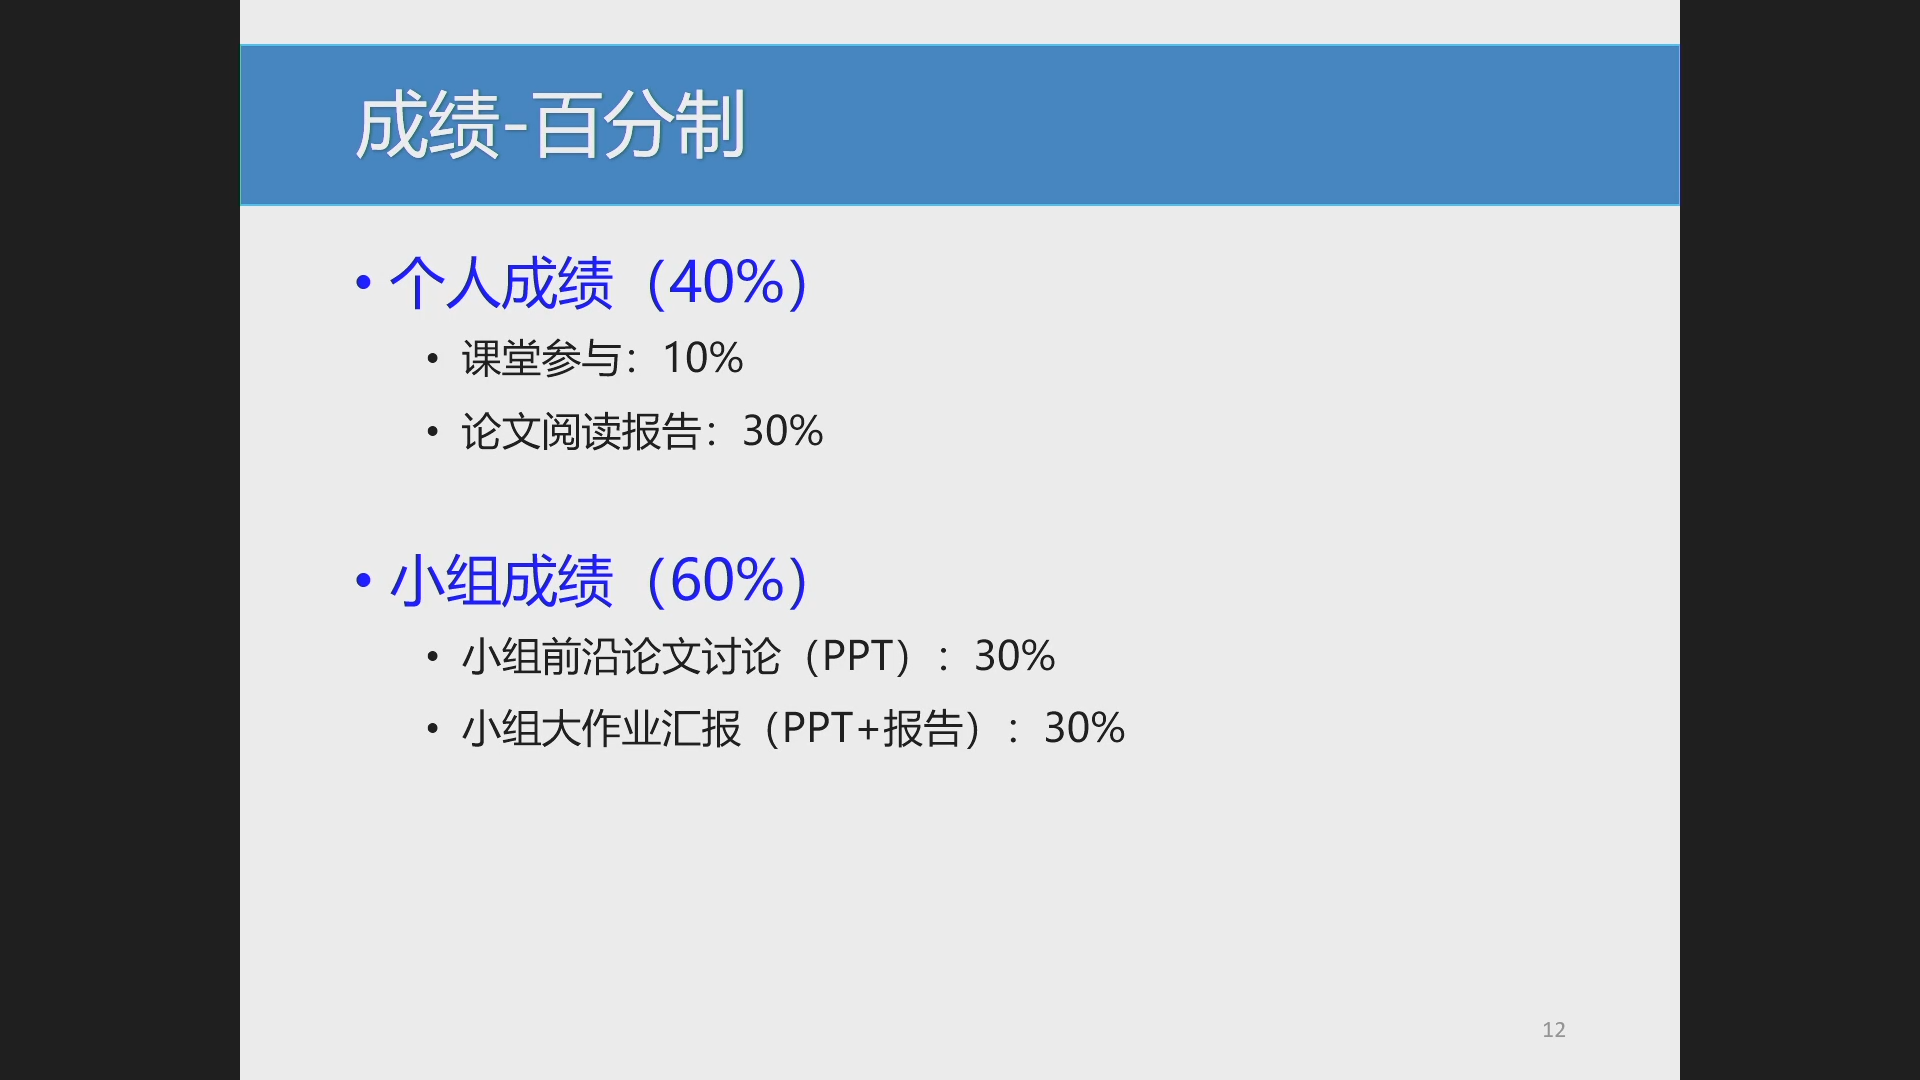 成绩-百分制
• 个人成绩（40%）
• 课堂参与：10%
• 论文阅读报告：30%
• 小组成绩（60%）
• 小组前沿论文讨论（PPT）：30%
• 小组大作业汇报（PPT+报告）：30%
12